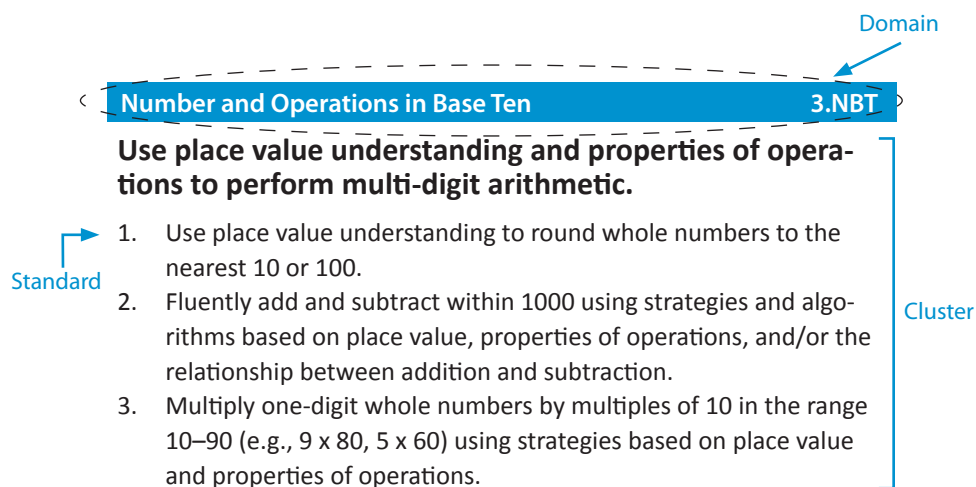 Domain
Number and Operations in Base Ten 3.NBT
Use place value understanding and properties of opera-
tions to perform multi-digit arithmetic.
1. Use place value understanding to round whole numbers to the
nearest 10 or 100.
Standard
2. Fluently add and subtract within 1000 using strategies and algo-
rithms based on place value, properties of operations, and/or the
relationship between addition and subtraction.
Cluster
3. Multiply one-digit whole numbers by multiples of 10 in the range
10–90 (e.g., 9 x 80, 5 x 60) using strategies based on place value
and properties of operations.